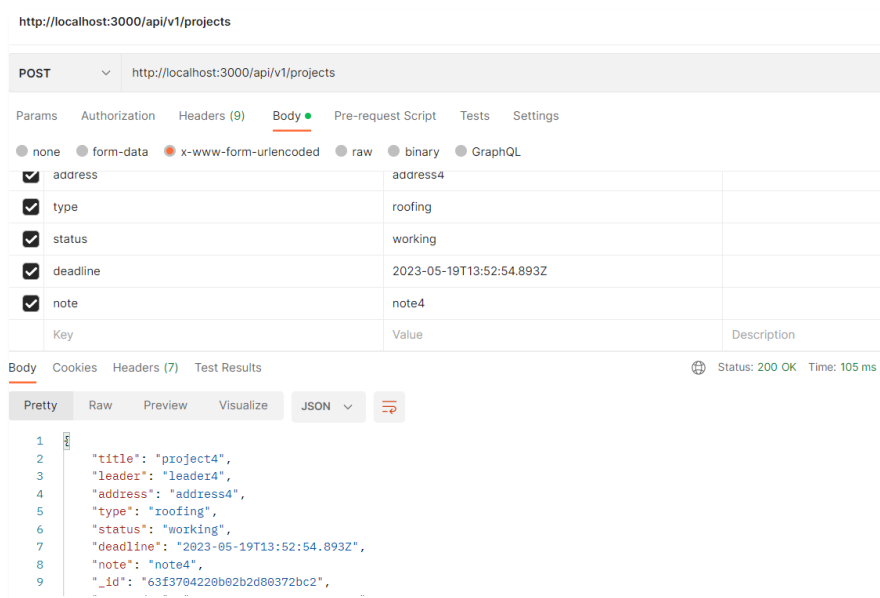 http://localhost:3000/api/v1/projects
POST http://localhost:3000/api/v1/projects
Params Authorization Headers (9) Body Pre-request Script Tests Settings
none form-data x-www-form-urlencoded raw binary GraphQL
address address4
type roofing
status working
deadline 2023-05-19T13:52:54.893Z
note note4
Key Value Description
Body Cookies Headers (7) Test Results Status: 200 OK Time: 105 ms
Pretty Raw Preview Visualize JSON
1 {
2 "title": "project4",
3 "leader": "leader4",
4 "address": "address4",
5 "type": "roofing",
6 "status": "working",
7 "deadline": "2023-05-19T13:52:54.893Z",
8 "note": "note4",
9 "_id": "63f3704220b02b2d80372bc2",